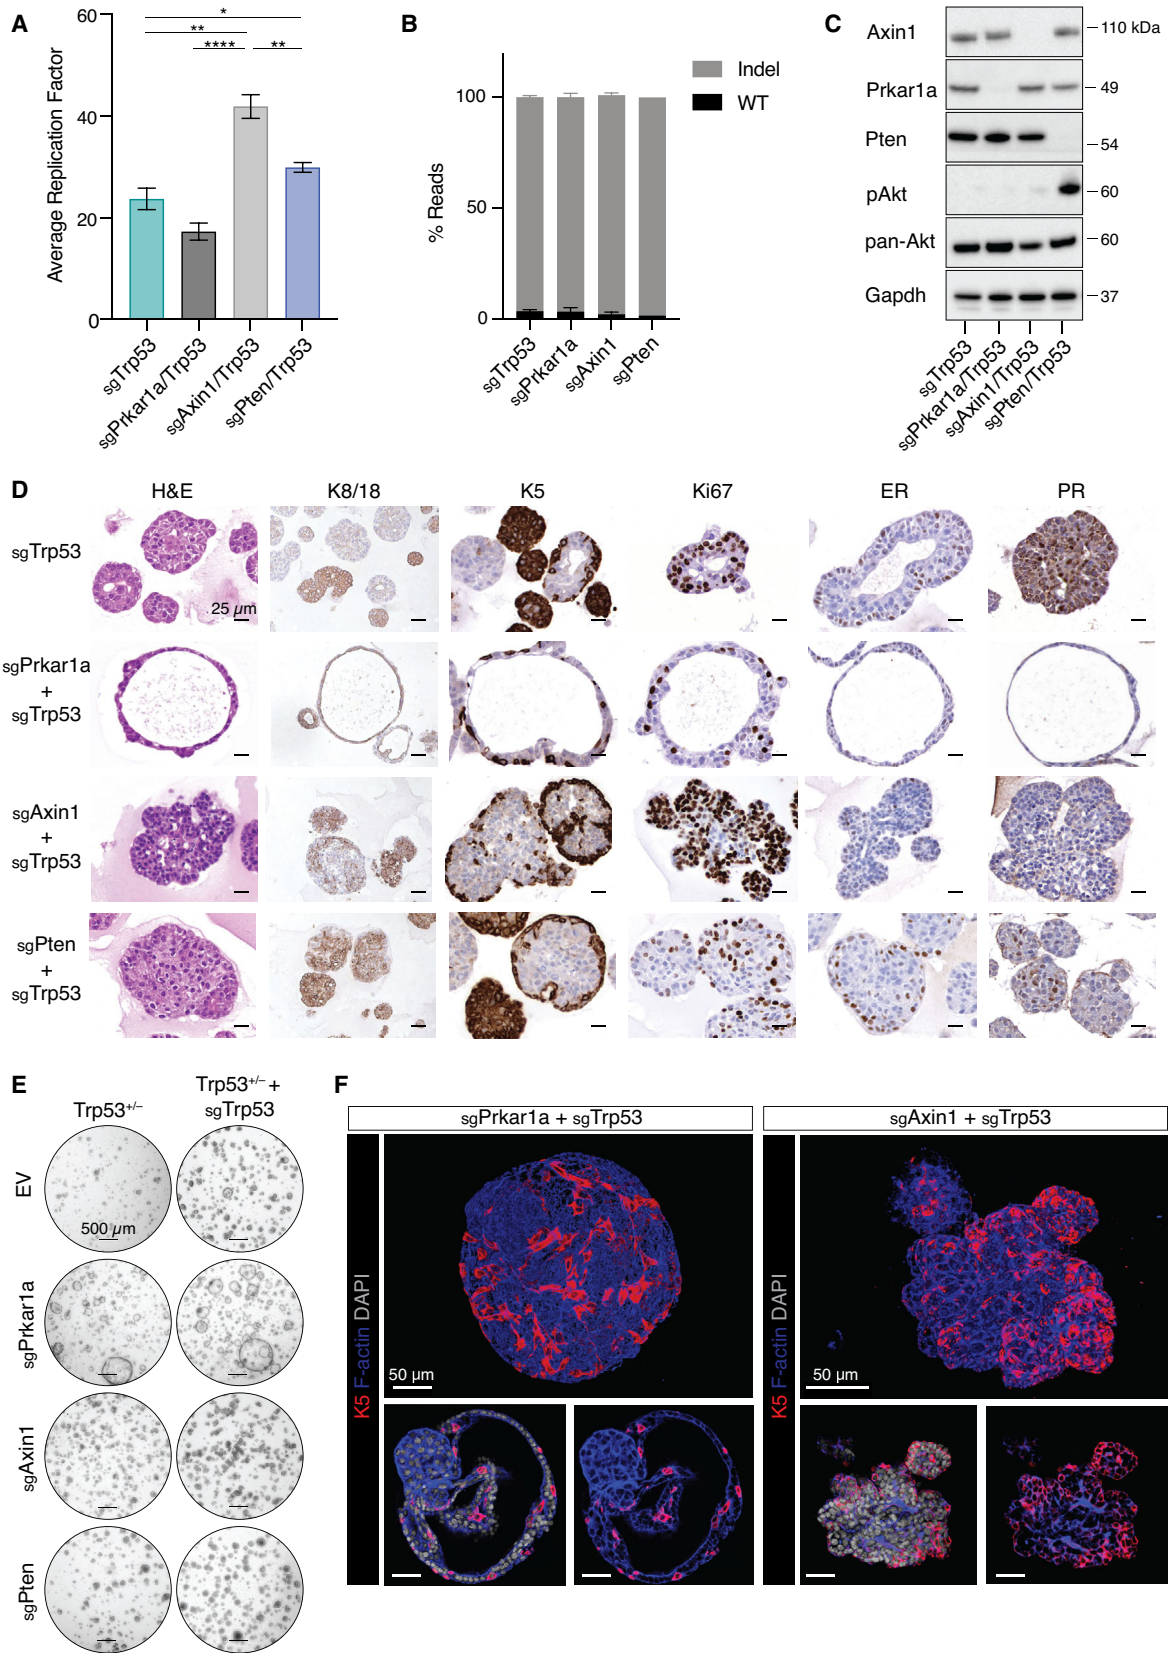 A
Average Replication Factor
60
40
20
0
*
**
**** **
sgTrp53
sgPrkar1a/Trp53
sgAxin1/Trp53
sgPten/Trp53
B
% Reads
100
50
0
Indel
WT
sgTrp53
sgPrkar1a
sgAxin1
sgPten
C
Axin1 110 kDa
Prkar1a 49
Pten 54
pAkt 60
pan-Akt 60
Gapdh 37
sgTrp53
sgPrkar1a/Trp53
sgAxin1/Trp53
sgPten/Trp53
D
H&E K8/18 K5 Ki67 ER PR
sgTrp53
25 µm
sgPrkar1a
+
sgTrp53
sgAxin1
+
sgTrp53
sgPten
+
sgTrp53
E
Trp53+/–
Trp53+/– +
sgTrp53
EV
500 µm
sgPrkar1a
sgAxin1
sgPten
F
sgPrkar1a + sgTrp53
K5 F-actin DAPI
50 µm
sgAxin1 + sgTrp53
K5 F-actin DAPI
50 µm